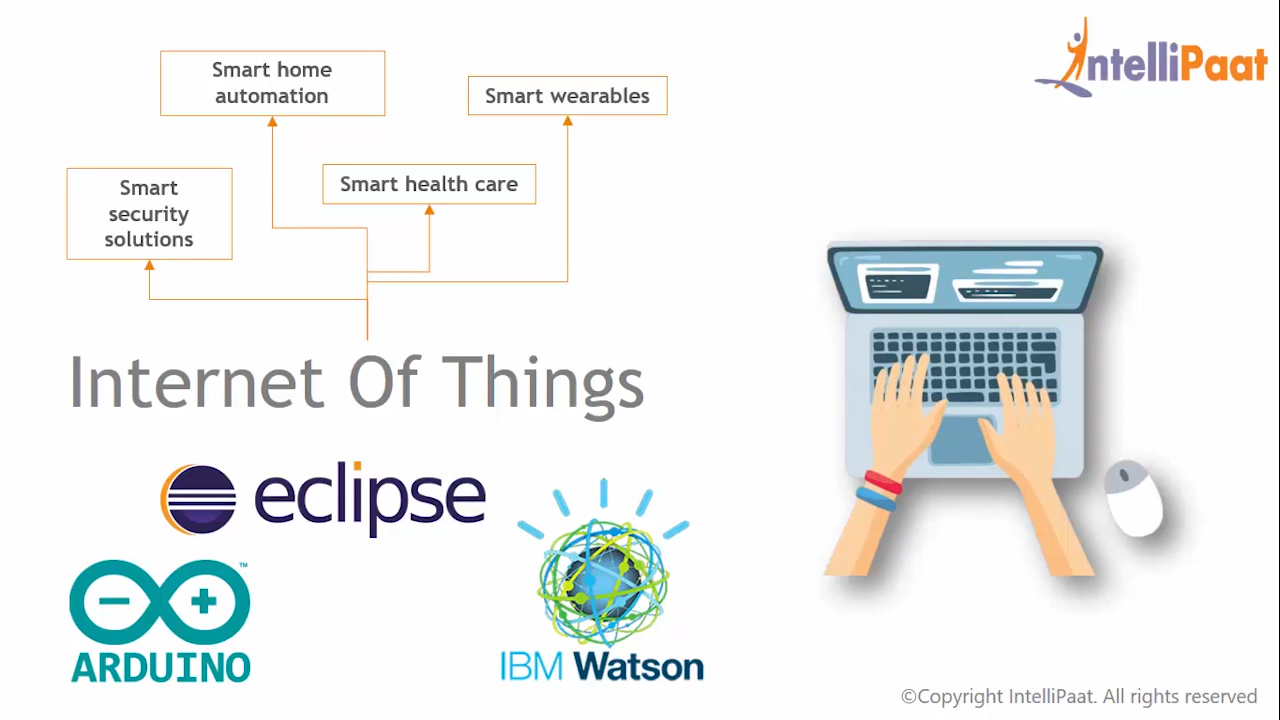 Smart home
automation
Smart wearables
IntelliPaat
Smart
security
solutions
Smart health care
Internet Of Things
eclipse
ARDUINO
™
IBM Watson
©Copyright IntelliPaat. All rights reserved